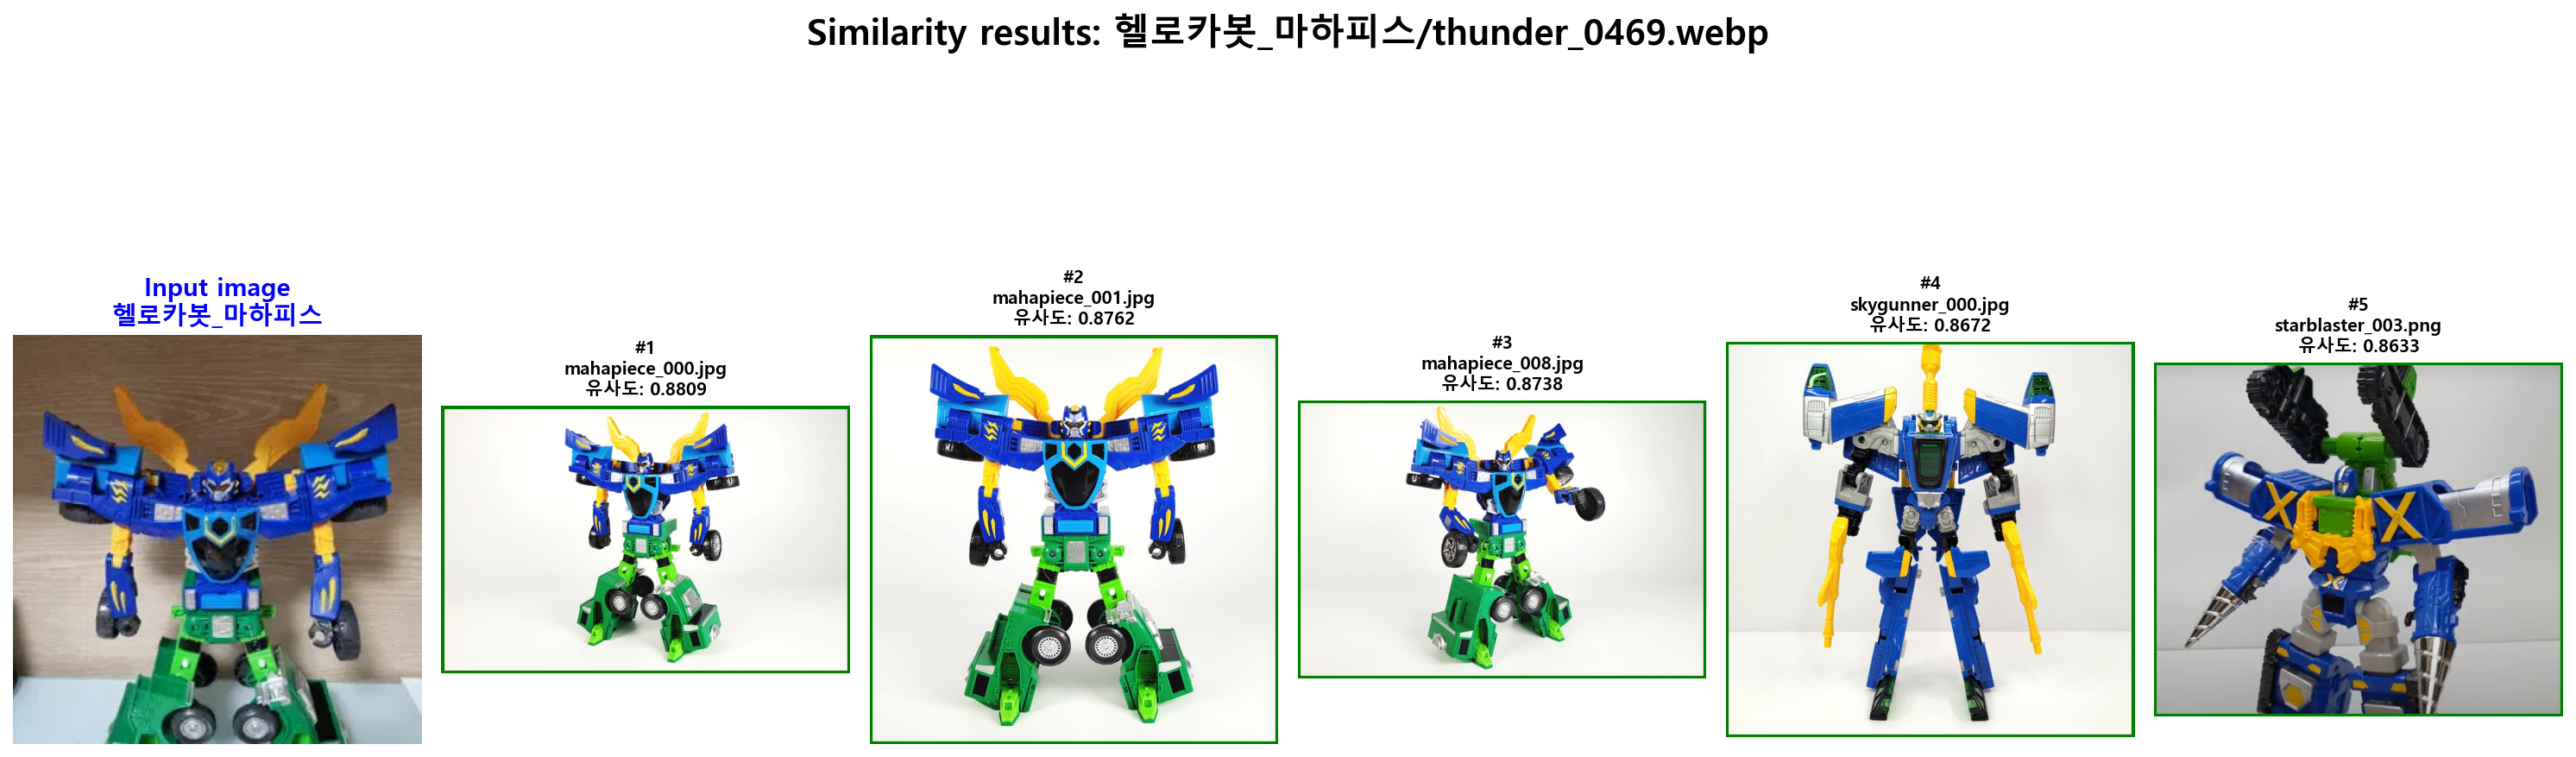 Similarity results: 헬로카봇_마하피스/thunder_0469.webp
Input image
헬로카봇_마하피스
#1
mahapiece_000.jpg
유사도: 0.8809
#2
mahapiece_001.jpg
유사도: 0.8762
#3
mahapiece_008.jpg
유사도: 0.8738
#4
skygunner_000.jpg
유사도: 0.8672
#5
starblaster_003.png
유사도: 0.8633